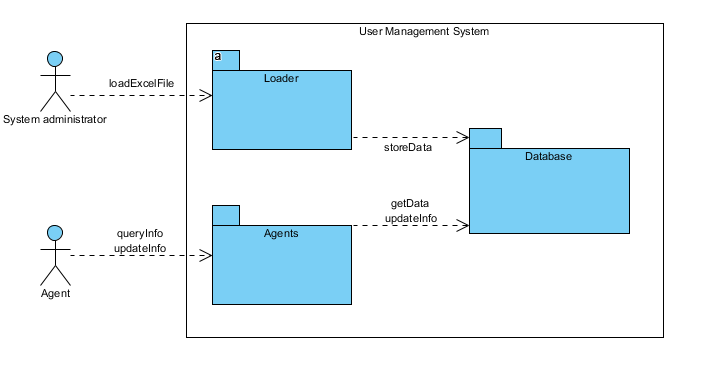 User Management System
a
Loader
loadExcelFile
System administrator
storeData
Database
getData
updateInfo
queryInfo
updateInfo
Agents
Agent